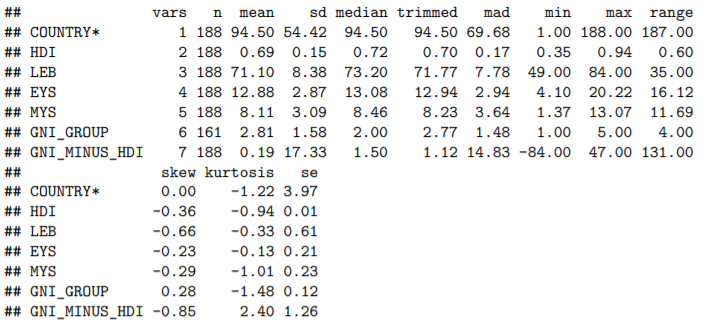 ##               vars   n  mean    sd median trimmed   mad    min    max  range
## COUNTRY*         1 188 94.50 54.42  94.50   94.50 69.68   1.00 188.00 187.00
## HDI              2 188  0.69  0.15   0.72    0.70  0.17   0.35   0.94   0.60
## LEB              3 188 71.10  8.38  73.20   71.77  7.78  49.00  84.00  35.00
## EYS              4 188 12.88  2.87  13.08   12.94  2.94   4.10  20.22  16.12
## MYS              5 188  8.11  3.09   8.46    8.23  3.64   1.37  13.07  11.69
## GNI_GROUP        6 161  2.81  1.58   2.00    2.77  1.48   1.00   5.00   4.00
## GNI_MINUS_HDI    7 188  0.19 17.33   1.50    1.12 14.83 -84.00  47.00 131.00
##                skew kurtosis   se
## COUNTRY*       0.00    -1.22 3.97
## HDI           -0.36    -0.94 0.01
## LEB           -0.66    -0.33 0.61
## EYS           -0.23    -0.13 0.21
## MYS           -0.29    -1.01 0.23
## GNI_GROUP      0.28    -1.48 0.12
## GNI_MINUS_HDI -0.85     2.40 1.26